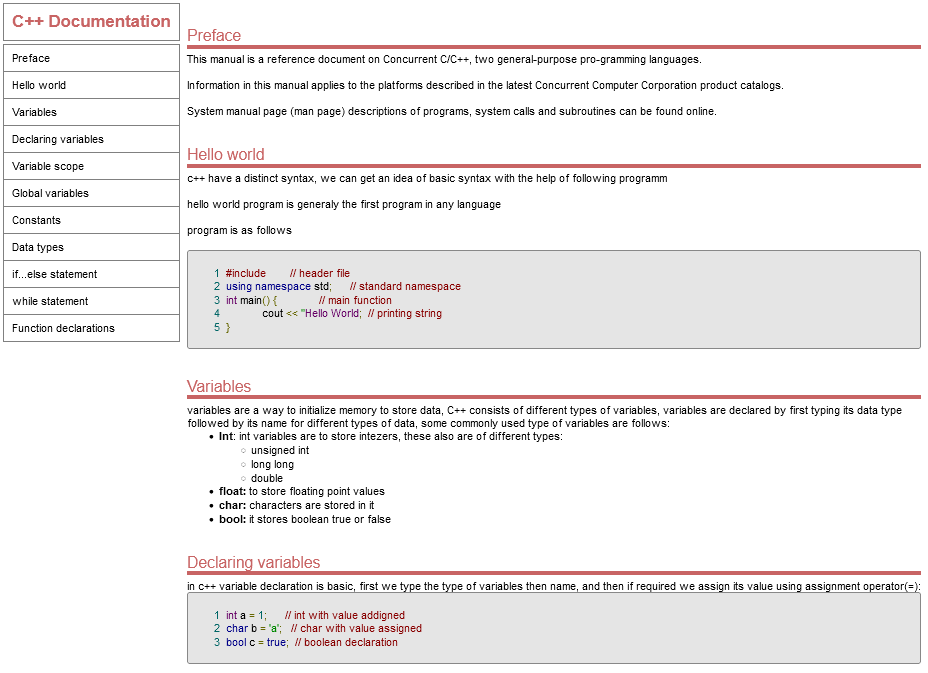 C++ Documentation
Preface
Hello world
Variables
Declaring variables
Variable scope
Global variables
Constants
Data types
if...else statement
while statement
Function declarations
Preface
This manual is a reference document on Concurrent C/C++, two general-purpose pro-gramming languages.
Information in this manual applies to the platforms described in the latest Concurrent Computer Corporation product catalogs.
System manual page (man page) descriptions of programs, system calls and subroutines can be found online.
Hello world
c++ have a distinct syntax, we can get an idea of basic syntax with the help of following programm
hello world program is generaly the first program in any language
program is as follows
1 #include // header file
2 using namespace std; // standard namespace
3 int main() { // main function
4 cout << "Hello World; // printing string
5 }
Variables
variables are a way to initialize memory to store data, C++ consists of different types of variables, variables are declared by first typing its data type
followed by its name for different types of data, some commonly used type of variables are follows:
• Int: int variables are to store intezers, these also are of different types:
○ unsigned int
○ long long
○ double
• float: to store floating point values
• char: characters are stored in it
• bool: it stores boolean true or false
Declaring variables
in c++ variable declaration is basic, first we type the type of variables then name, and then if required we assign its value using assignment operator(=):
1 int a = 1; // int with value addigned
2 char b = 'a'; // char with value assigned
3 bool c = true; // boolean declaration